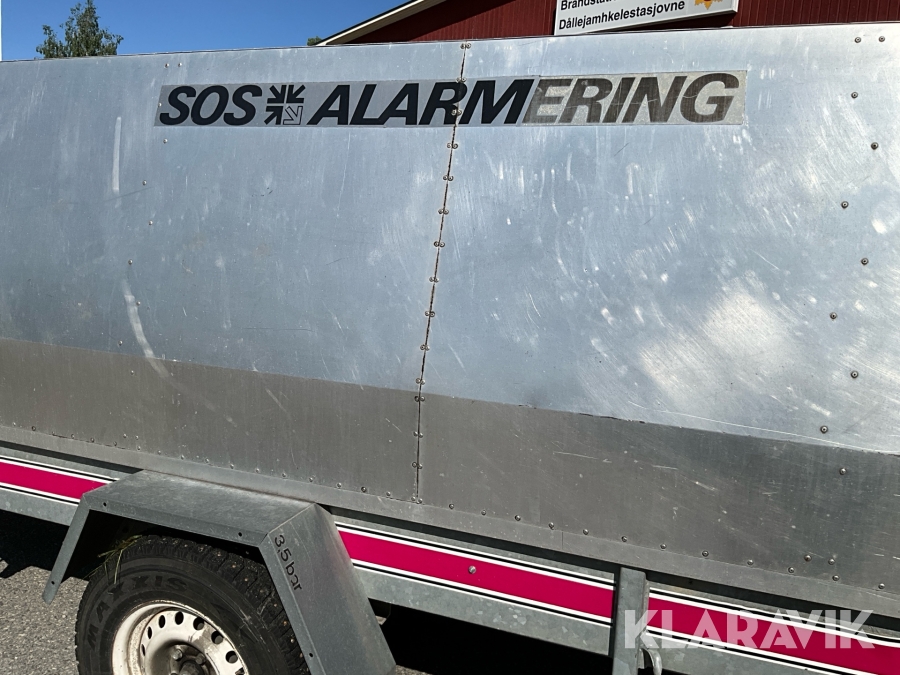 Dållejamhkelestasjovne
SOS ALARMERING
3.5 bar
MAXXIS
KLARAVIK